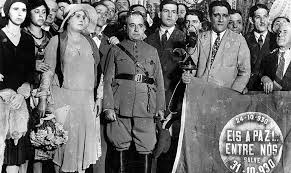 24-10-930
EIS A PAZ!..
ENTRE NÓS
SALVE
31-10-930